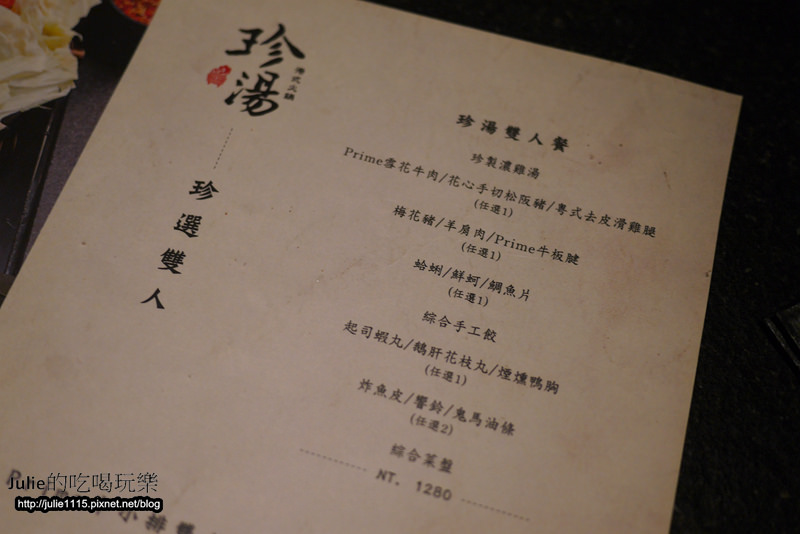 珍湯
港式火鍋
珍選雙人
珍湯雙人餐
珍製濃雞湯
Prime雪花牛肉/花心手切松阪豬/粵式去皮滑雞腿
(任選1)
梅花豬/羊肩肉/Prime牛板腱
(任選1)
蛤蜊/鮮蚵/鯛魚片
(任選1)
綜合手工餃
起司蝦丸/鵝肝花枝丸/煙燻鴨胸
(任選1)
炸魚皮/響鈴/鬼馬油條
(任選2)
綜合菜盤
NT. 1280
小排雙
Julie的吃喝玩樂
http://julie1115.pixnet.net/blog